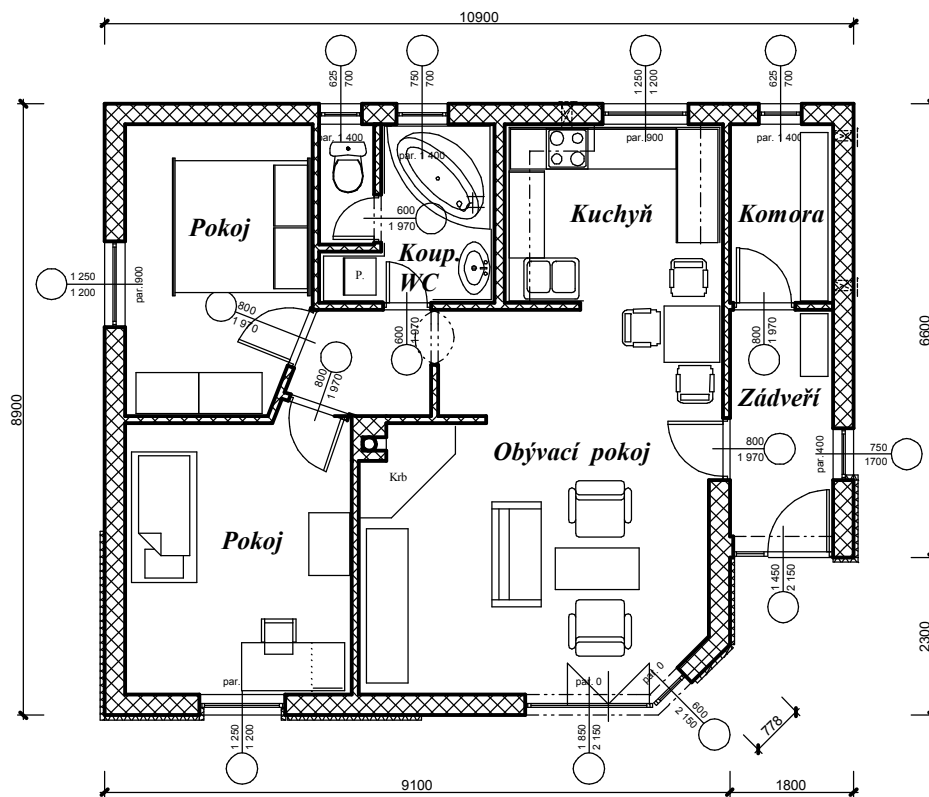 10900
625
700
750
700
1 250
1 200
625
700
par. 1 400
par. 1 400
par.900
par. 1 400
Pokoj
600
1 970
Koup.
WC
P.
Kuchyň
Komora
1 250
1 200
par.900
800
1 970
800
1 970
600
1 970
800
1 970
Zádveří
8900
6600
Obývací pokoj
800
1 970
par.400
750
1700
Krb
Pokoj
1 450
2 150
2300
par.
par. 0
par. 0
600
2 150
778
1 250
1 200
1 850
2 150
9100
1800